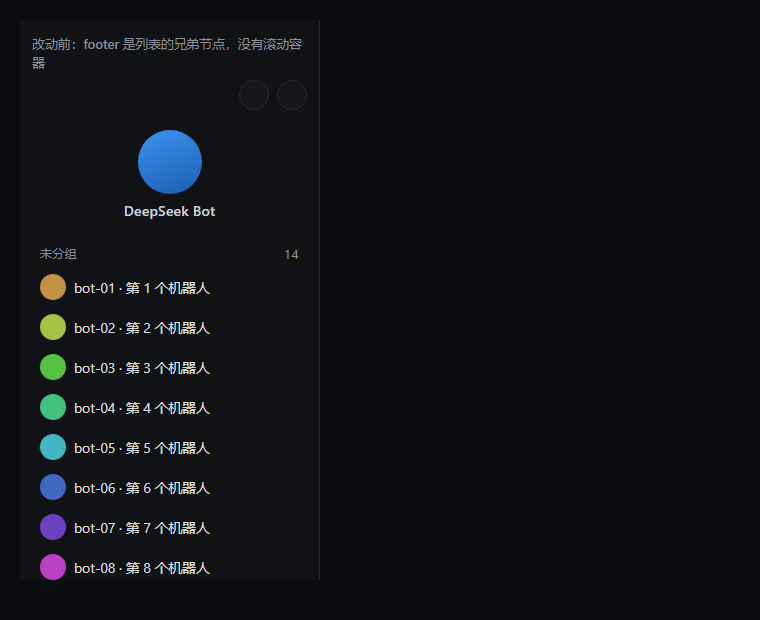 改动前：footer 是列表的兄弟节点，没有滚动容
器
DeepSeek Bot
未分组 14
bot-01 · 第 1 个机器人
bot-02 · 第 2 个机器人
bot-03 · 第 3 个机器人
bot-04 · 第 4 个机器人
bot-05 · 第 5 个机器人
bot-06 · 第 6 个机器人
bot-07 · 第 7 个机器人
bot-08 · 第 8 个机器人